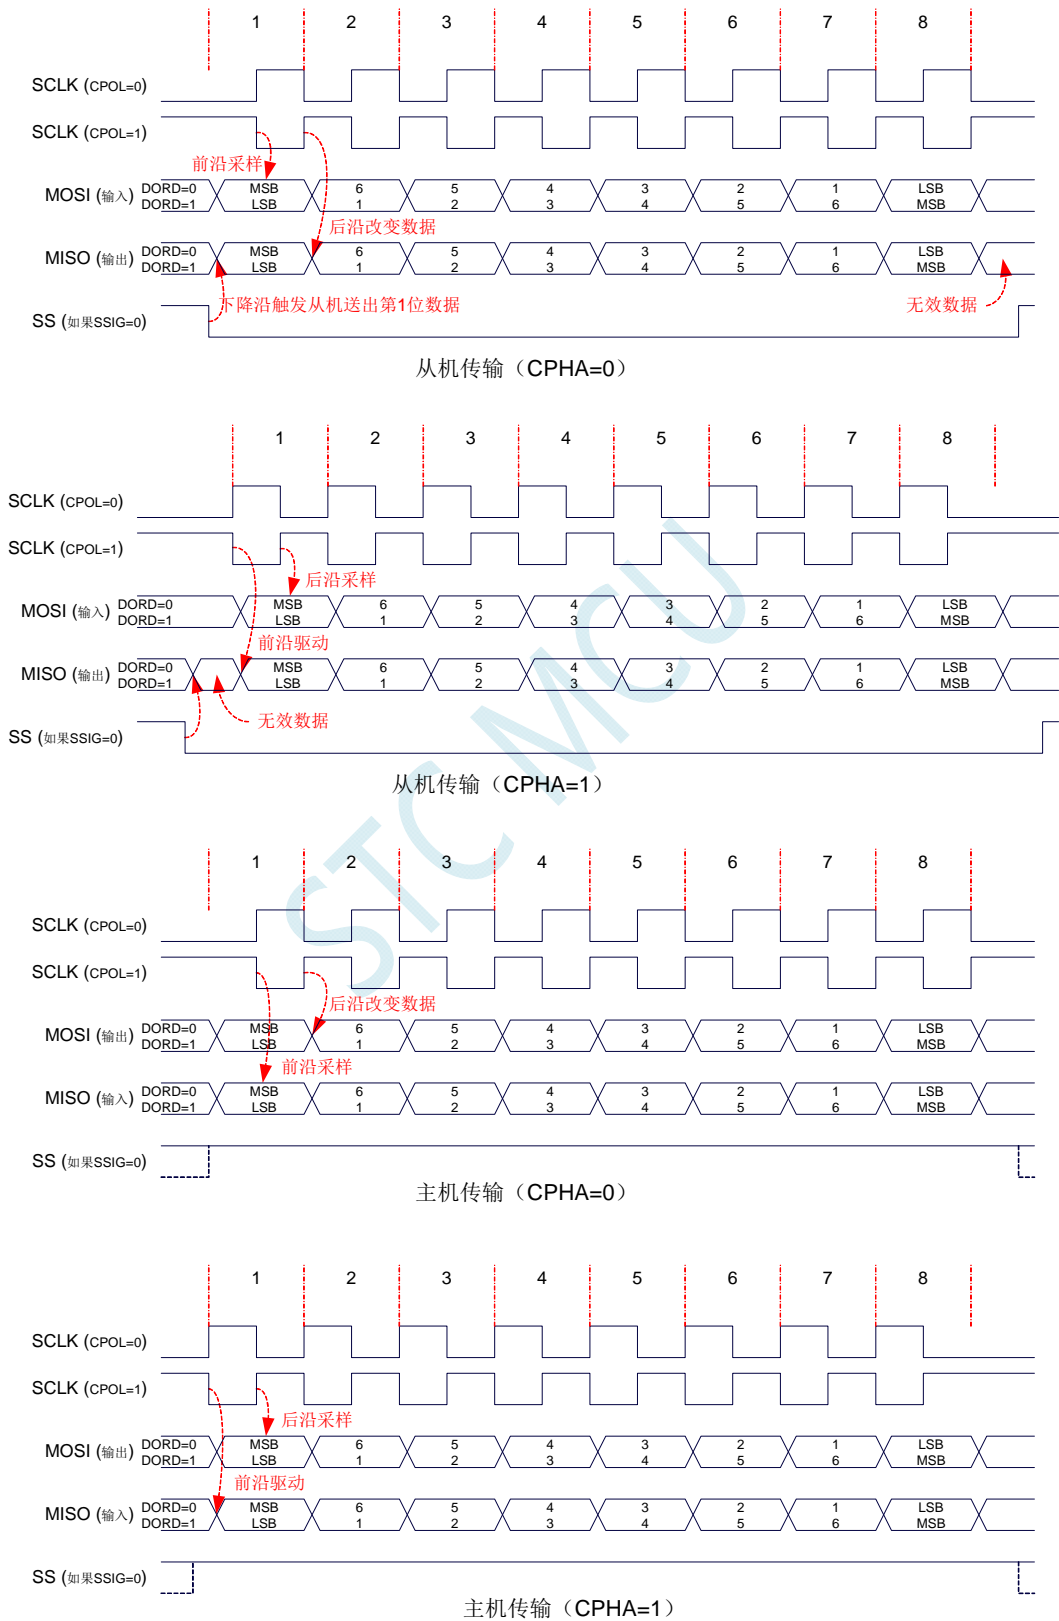 1 2 3 4 5 6 7 8
SCLK (CPOL=0)
SCLK (CPOL=1)
前沿采样
MOSI (输入) DORD=0 MSB 6 5 4 3 2 1 LSB
DORD=1 LSB 1 2 3 4 5 6 MSB
后沿改变数据
MISO (输出) DORD=0 MSB 6 5 4 3 2 1 LSB
DORD=1 LSB 1 2 3 4 5 6 MSB
下降沿触发从机送出第1位数据
无效数据
SS (如果SSIG=0)
从机传输（CPHA=0）
1 2 3 4 5 6 7 8
SCLK (CPOL=0)
SCLK (CPOL=1)
后沿采样
MOSI (输入) DORD=0 MSB 6 5 4 3 2 1 LSB
DORD=1 LSB 1 2 3 4 5 6 MSB
前沿驱动
MISO (输出) DORD=0 MSB 6 5 4 3 2 1 LSB
DORD=1 LSB 1 2 3 4 5 6 MSB
无效数据
SS (如果SSIG=0)
从机传输（CPHA=1）
STC MCU
1 2 3 4 5 6 7 8
SCLK (CPOL=0)
SCLK (CPOL=1)
后沿改变数据
MOSI (输出) DORD=0 MSB 6 5 4 3 2 1 LSB
DORD=1 LSB 1 2 3 4 5 6 MSB
前沿采样
MISO (输入) DORD=0 MSB 6 5 4 3 2 1 LSB
DORD=1 LSB 1 2 3 4 5 6 MSB
SS (如果SSIG=0)
主机传输（CPHA=0）
1 2 3 4 5 6 7 8
SCLK (CPOL=0)
SCLK (CPOL=1)
后沿采样
MOSI (输出) DORD=0 MSB 6 5 4 3 2 1 LSB
DORD=1 LSB 1 2 3 4 5 6 MSB
前沿驱动
MISO (输入) DORD=0 MSB 6 5 4 3 2 1 LSB
DORD=1 LSB 1 2 3 4 5 6 MSB
SS (如果SSIG=0)
主机传输（CPHA=1）